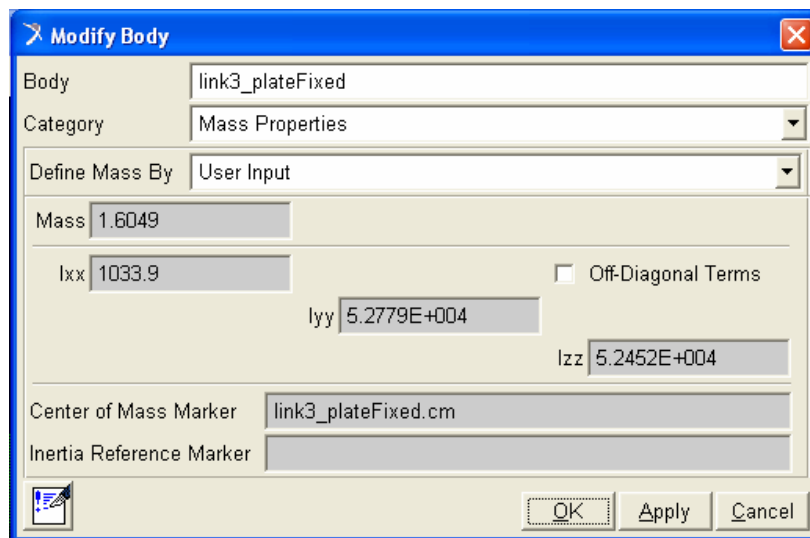 Modify Body
Body link3_plateFixed
Category Mass Properties
Define Mass By User Input
Mass 1.6049
Ixx 1033.9 Off-Diagonal Terms
Iyy 5.2779E+004
Izz 5.2452E+004
Center of Mass Marker link3_plateFixed.cm
Inertia Reference Marker
OK Apply Cancel